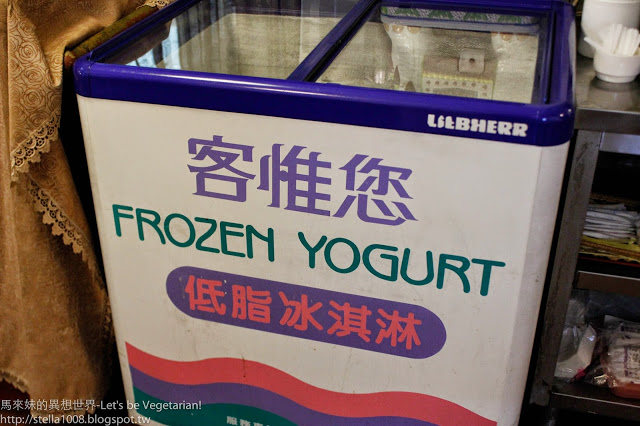 LIEBHERR
客惟您
FROZEN YOGURT
低脂冰淇淋
馬來妹的異想世界-Let's be Vegetarian!
http://stella1008.blogspot.tw